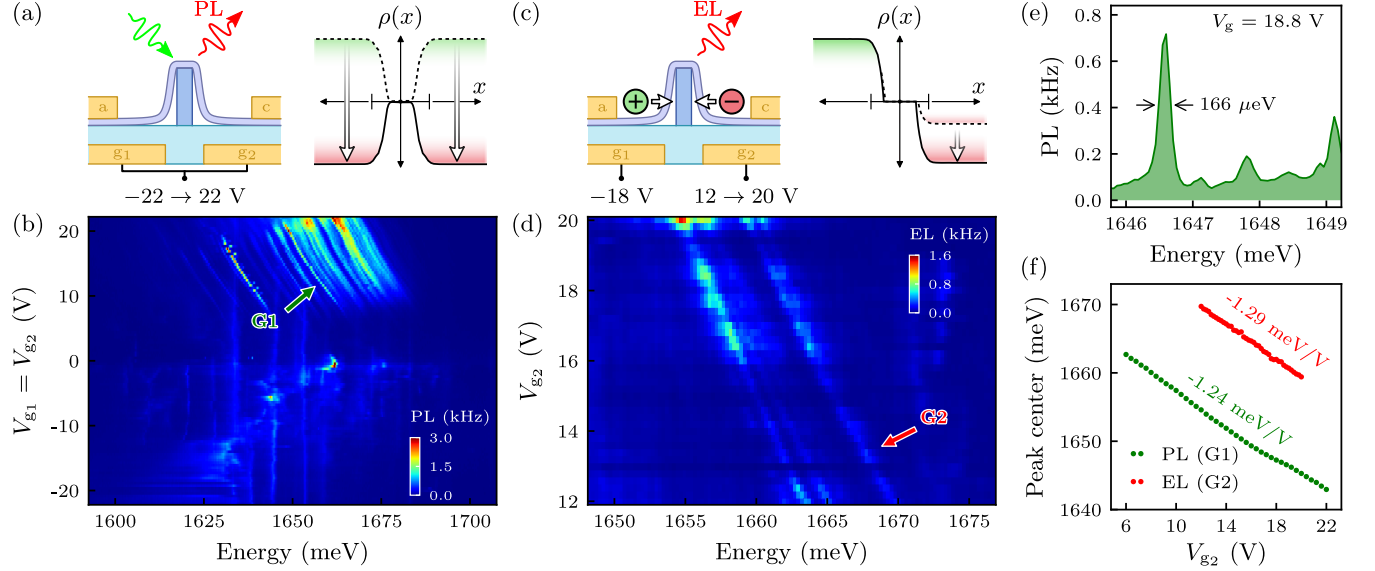 (a)
PL
ρ(x)
x
a
c
g₁
g₂
−22 → 22 V
(b)
20
10
0
-10
-20
V_g₁ = V_g₂ (V)
G1
PL (kHz)
3.0
1.5
0.0
1600
1625
1650
1675
1700
Energy (meV)
(c)
EL
ρ(x)
x
a
c
+
−
g₁
g₂
−18 V
12 → 20 V
(d)
20
18
16
14
12
V_g₂ (V)
EL (kHz)
1.6
0.8
0.0
G2
1650
1655
1660
1665
1670
1675
Energy (meV)
(e)
V_g = 18.8 V
0.8
0.6
0.4
0.2
0.0
PL (kHz)
166 μeV
1646
1647
1648
1649
Energy (meV)
(f)
1670
1660
1650
1640
Peak center (meV)
-1.29 meV/V
-1.24 meV/V
PL (G1)
EL (G2)
6
10
14
18
22
V_g₂ (V)